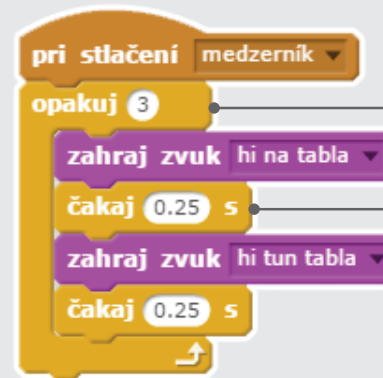 pri stlačení medzerník
opakuj 3
zahraj zvuk hi na tabla
čakaj 0.25 s
zahraj zvuk hi tun tabla
čakaj 0.25 s